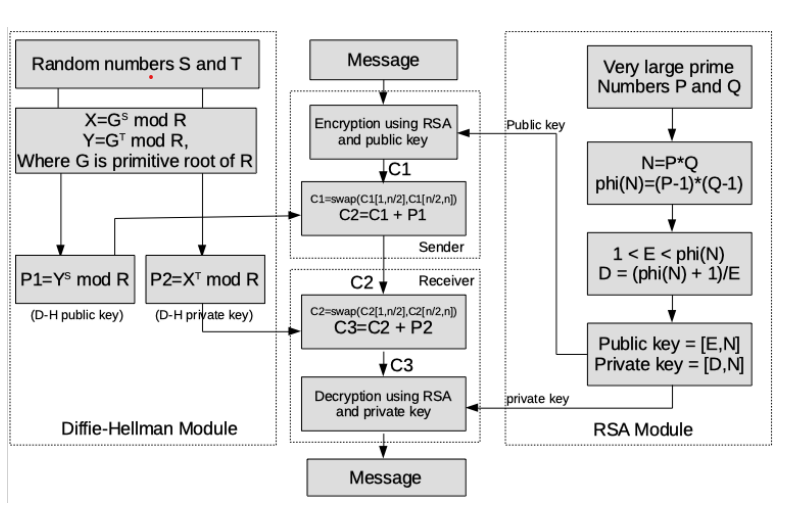 Random numbers S and T
X=Gˢ mod R
Y=Gᵀ mod R,
Where G is primitive root of R
P1=Yˢ mod R
(D-H public key)
P2=Xᵀ mod R
(D-H private key)
Diffie-Hellman Module
Message
Encryption using RSA
and public key
C1
C1=swap(C1[1,n/2],C1[n/2,n])
C2=C1 + P1
Sender
C2
Receiver
C2=swap(C2[1,n/2],C2[n/2,n])
C3=C2 + P2
C3
Decryption using RSA
and private key
Message
Public key
private key
Very large prime
Numbers P and Q
N=P*Q
phi(N)=(P-1)*(Q-1)
1 < E < phi(N)
D = (phi(N) + 1)/E
Public key = [E,N]
Private key = [D,N]
RSA Module